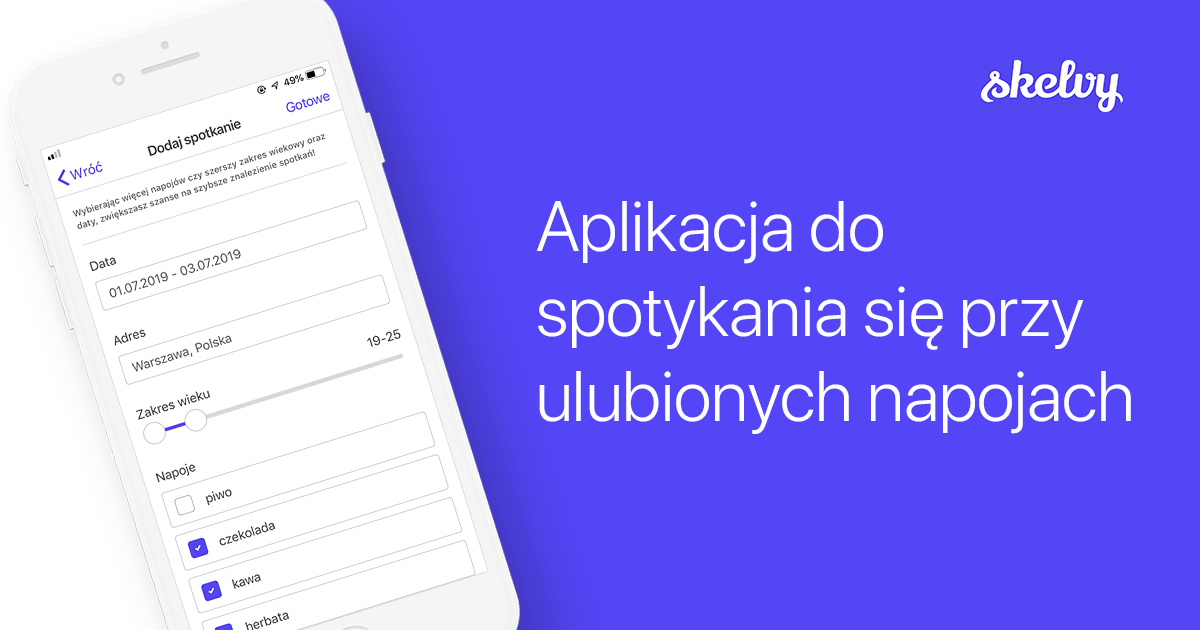 49%
Wróć
Dodaj spotkanie
Gotowe
Wybierając więcej napojów czy szerszy zakres wiekowy oraz
daty, zwiększasz szanse na szybsze znalezienie spotkań!
Data
01.07.2019 - 03.07.2019
Adres
Warszawa, Polska
Zakres wieku
19-25
Napoje
piwo
czekolada
kawa
herbata
skelvy
Aplikacja do
spotykania się przy
ulubionych napojach